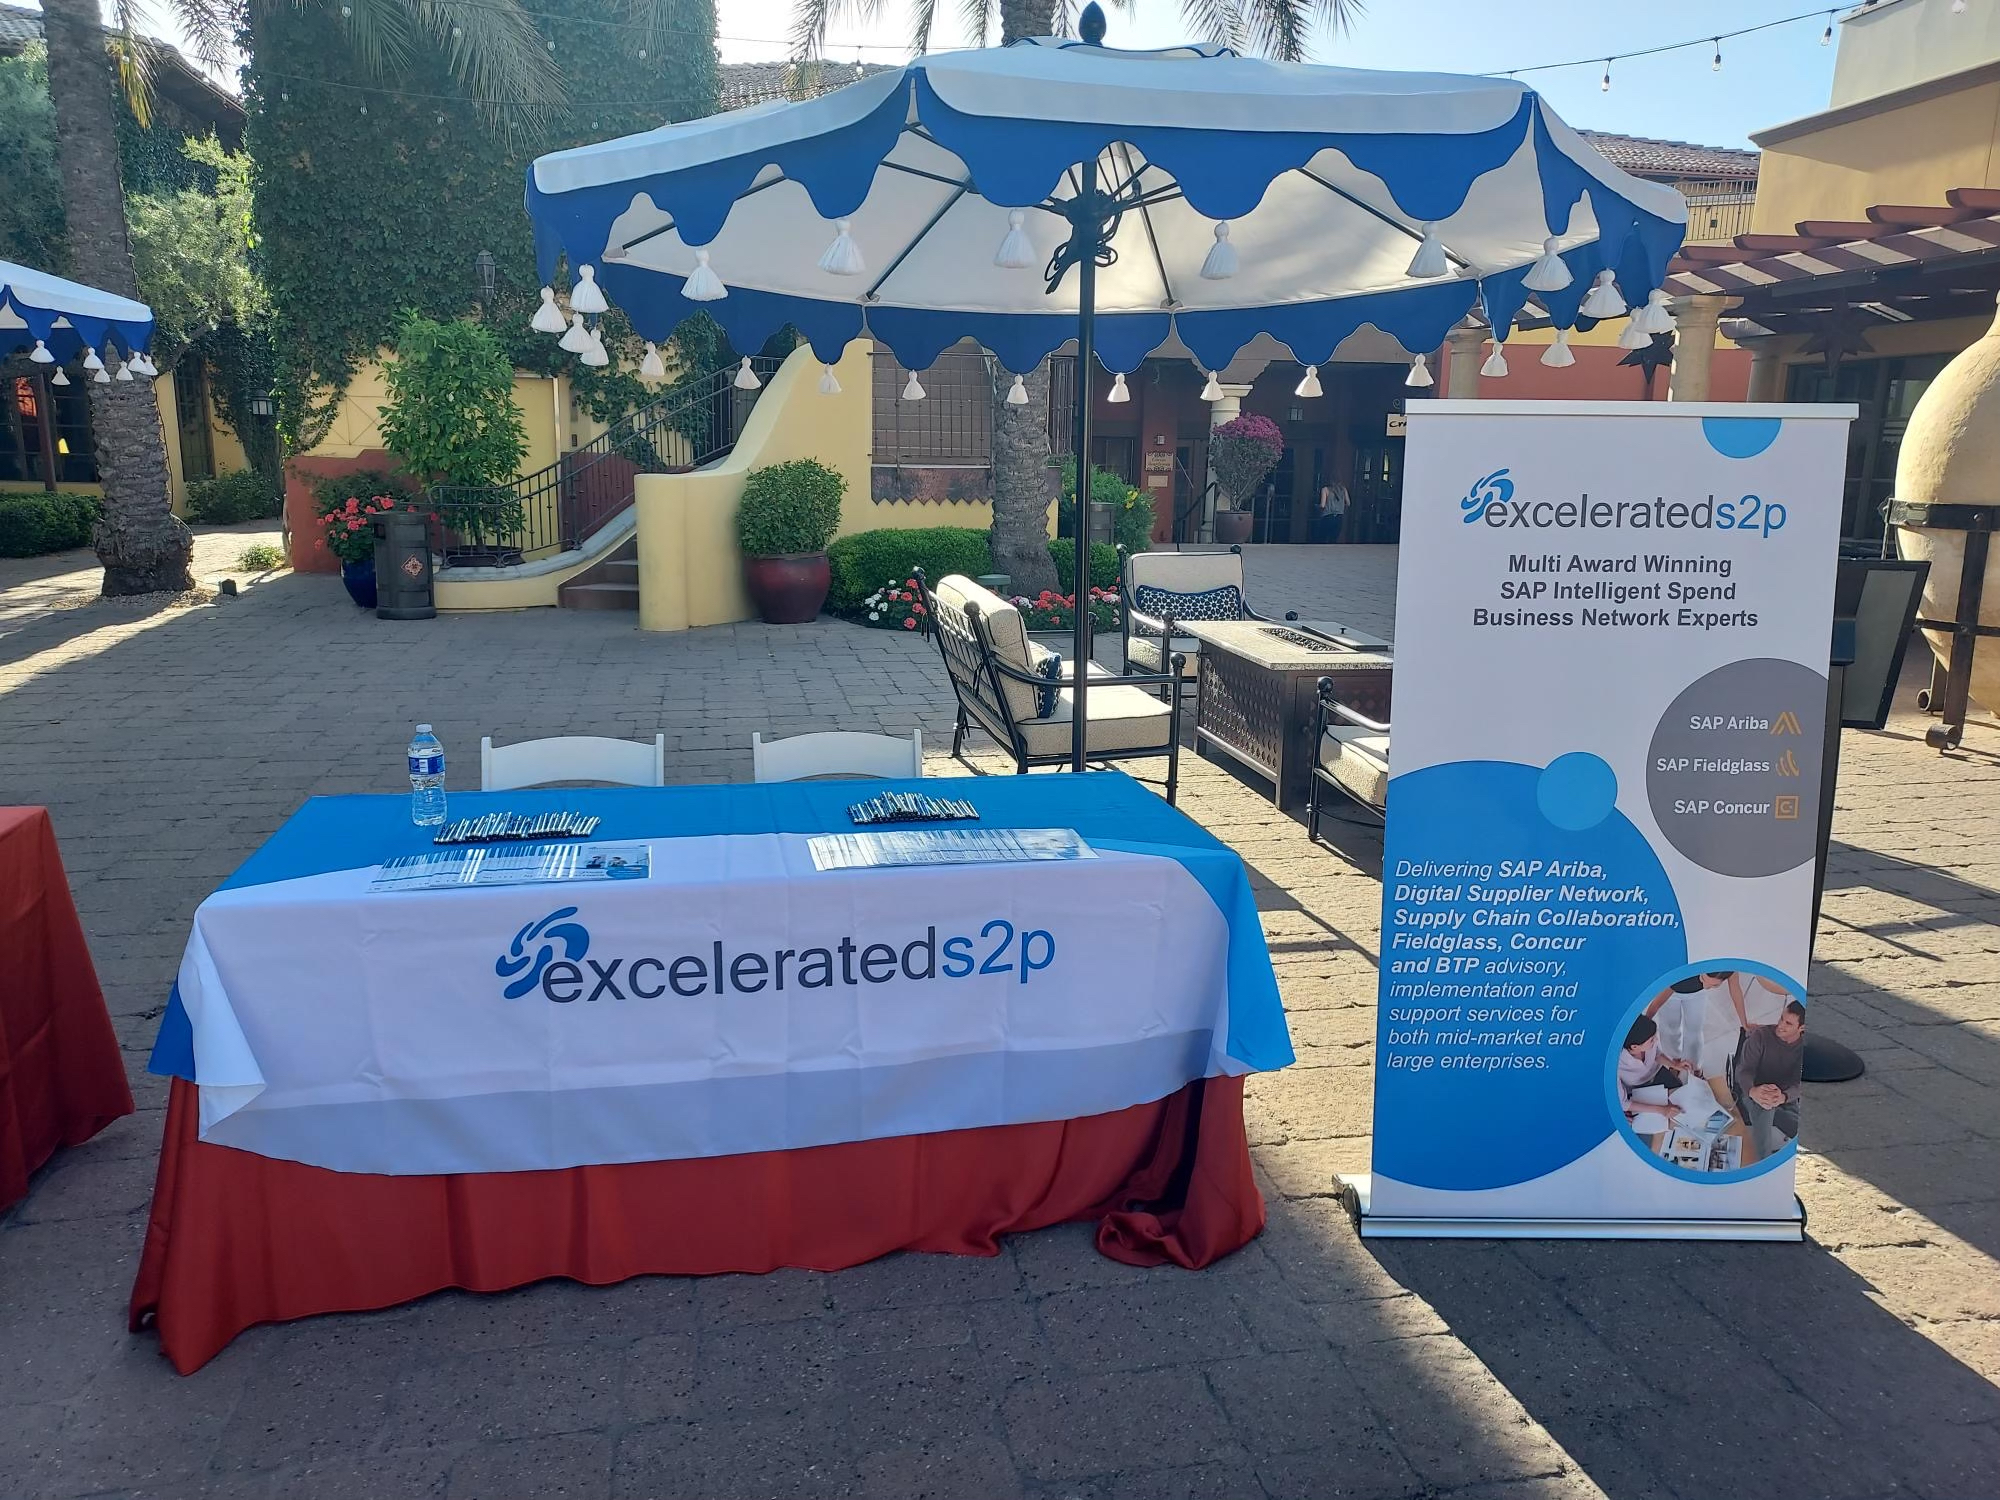 excelerateds2p
Multi Award Winning
SAP Intelligent Spend
Business Network Experts
SAP Ariba
SAP Fieldglass
SAP Concur C
Delivering SAP Ariba,
Digital Supplier Network,
Supply Chain Collaboration,
Fieldglass, Concur
and BTP advisory,
implementation and
support services for
both mid-market and
large enterprises.
excelerateds2p